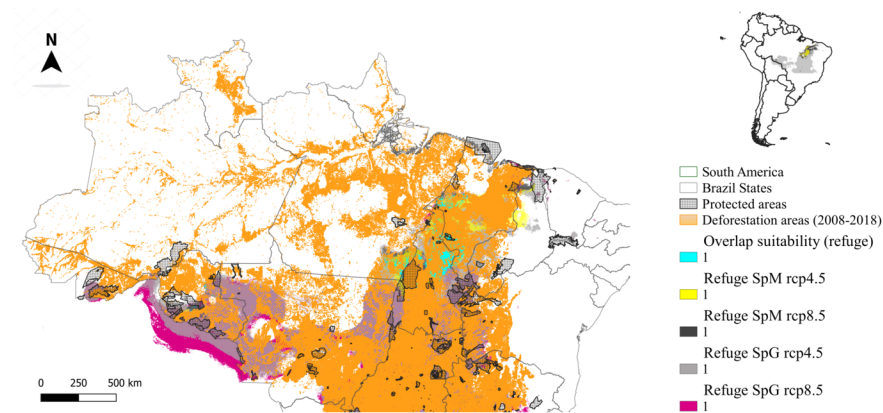 N
South America
Brazil States
Protected areas
Deforestation areas (2008-2018)
Overlap suitability (refuge)
1
Refuge SpM rcp4.5
1
Refuge SpM rcp8.5
1
Refuge SpG rcp4.5
1
Refuge SpG rcp8.5
1
0 250 500 km